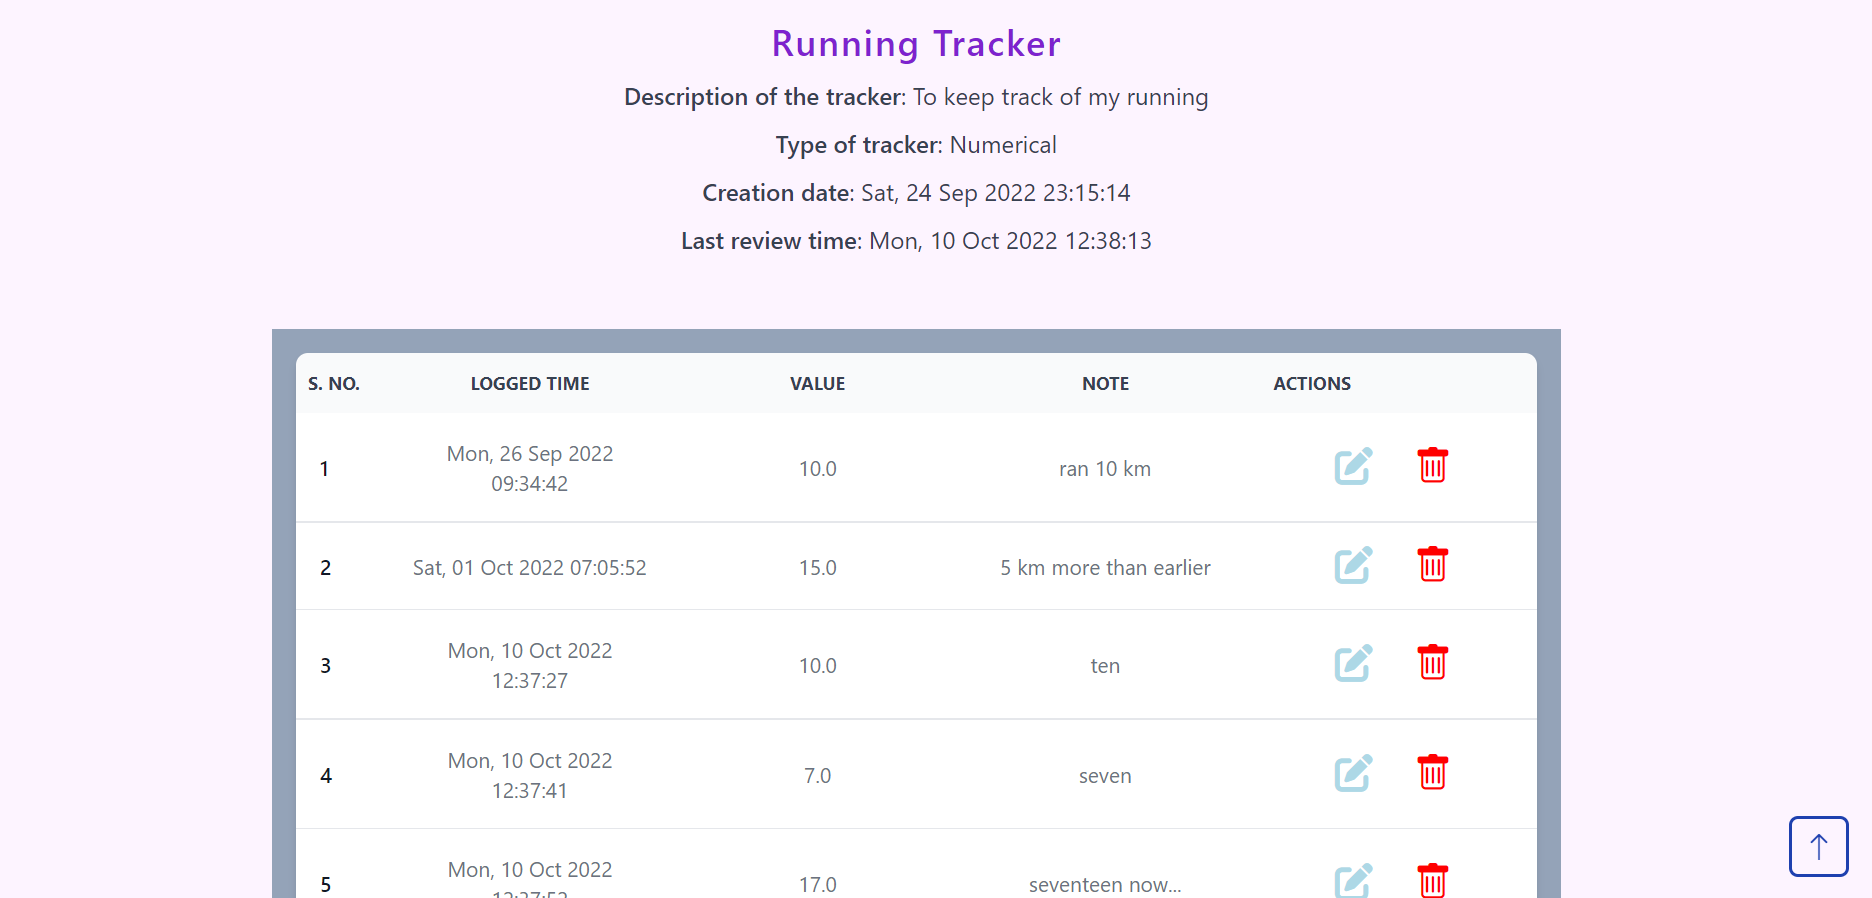 Running Tracker
Description of the tracker: To keep track of my running
Type of tracker: Numerical
Creation date: Sat, 24 Sep 2022 23:15:14
Last review time: Mon, 10 Oct 2022 12:38:13
S. NO. LOGGED TIME VALUE NOTE ACTIONS
1 Mon, 26 Sep 2022 10.0 ran 10 km
09:34:42
2 Sat, 01 Oct 2022 07:05:52 15.0 5 km more than earlier
3 Mon, 10 Oct 2022 10.0 ten
12:37:27
4 Mon, 10 Oct 2022 7.0 seven
12:37:41
5 Mon, 10 Oct 2022 17.0 seventeen now...